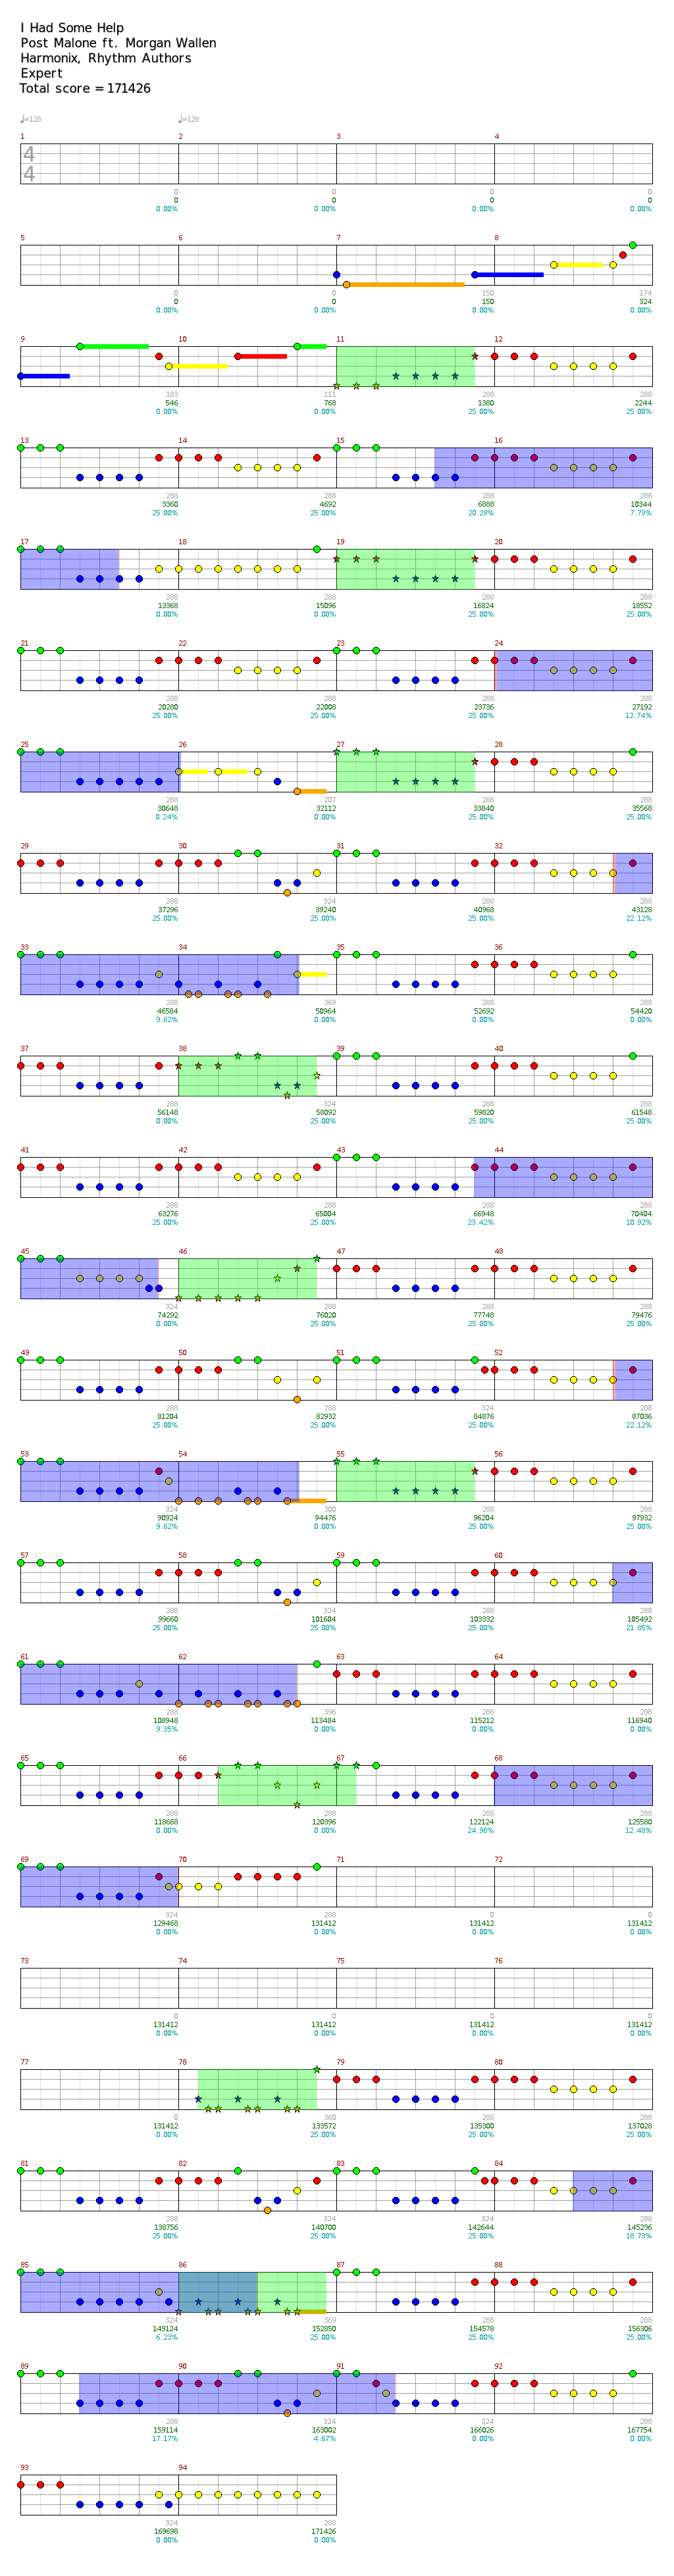 I Had Some Help
Post Malone ft. Morgan Wallen
Harmonix, Rhythm Authors
Expert
Total score = 171426
♩=128 ♩=128
1 2 3 4
4
4
0 0 0 0
0 0 0 0
0.00% 0.00% 0.00% 0.00%
5 6 7 8
0 0 150 174
0 0 150 324
0.00% 0.00% 0.00% 0.00%
9 10 11 12
183 111 288 288
546 768 1380 2244
0.00% 0.00% 25.00% 25.00%
13 14 15 16
288 288 288 288
3360 4692 6888 10344
25.00% 25.00% 20.29% 7.79%
17 18 19 20
288 288 288 288
13368 15096 16824 18552
0.00% 0.00% 25.00% 25.00%
21 22 23 24
288 288 288 288
20280 22008 23736 27192
25.00% 25.00% 25.00% 12.74%
25 26 27 28
288 207 288 288
30648 32112 33840 35568
0.24% 0.00% 25.00% 25.00%
29 30 31 32
288 324 288 288
37296 39240 40968 43128
25.00% 25.00% 25.00% 22.12%
33 34 35 36
288 369 288 288
46584 50964 52692 54420
9.62% 0.00% 0.00% 0.00%
37 38 39 40
288 324 288 288
56148 58092 59820 61548
0.00% 25.00% 25.00% 25.00%
41 42 43 44
288 288 288 288
63276 65004 66948 70404
25.00% 25.00% 23.42% 10.92%
45 46 47 48
324 288 288 288
74292 76020 77748 79476
0.00% 25.00% 25.00% 25.00%
49 50 51 52
288 288 324 288
81204 82932 84876 87036
25.00% 25.00% 25.00% 22.12%
53 54 55 56
324 300 288 288
90924 94476 96204 97932
9.62% 0.00% 25.00% 25.00%
57 58 59 60
288 324 288 288
99660 101604 103332 105492
25.00% 25.00% 25.00% 21.85%
61 62 63 64
288 396 288 288
108948 113484 115212 116940
9.35% 0.00% 0.00% 0.00%
65 66 67 68
288 288 288 288
118668 120396 122124 125580
0.00% 0.00% 24.98% 12.48%
69 70 71 72
324 288 0 0
129468 131412 131412 131412
0.00% 0.00% 0.00% 0.00%
73 74 75 76
0 0 0 0
131412 131412 131412 131412
0.00% 0.00% 0.00% 0.00%
77 78 79 80
0 360 288 288
131412 133572 135300 137028
0.00% 25.00% 25.00% 25.00%
81 82 83 84
288 324 324 288
138756 140700 142644 145236
25.00% 25.00% 25.00% 18.73%
85 86 87 88
324 369 288 288
149124 152850 154578 156306
6.23% 25.00% 25.00% 25.00%
89 90 91 92
288 324 324 288
159114 163002 166026 167754
17.17% 4.67% 0.00% 0.00%
93 94
324 288
169698 171426
0.00% 0.00%